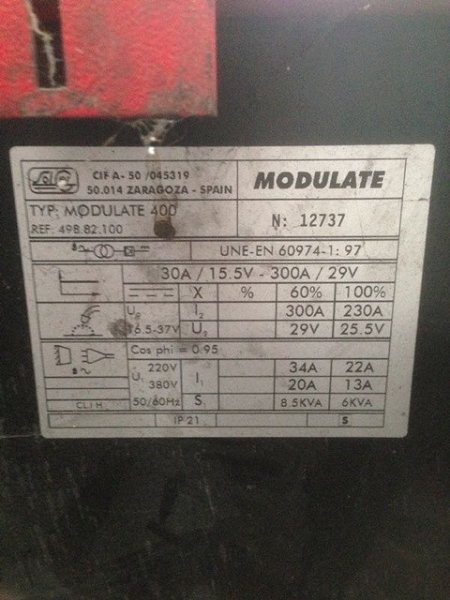 CIF A- 50 /045319
50.014 ZARAGOZA - SPAIN
MODULATE
TYP: MODULATE 400
REF: 498.82.100
N: 12737
UNE-EN 60974-1: 97
30A / 15.5V - 300A / 29V
X % 60% 100%
U₀ I₂ 300A 230A
16.5-37V U₂ 29V 25.5V
Cos phi = 0.95
U₁ 220V I₁ 34A 22A
380V 20A 13A
CL: H 50/60Hz S₁ 8.5KVA 6KVA
IP 21 S